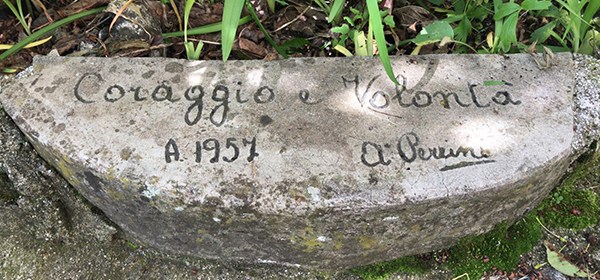 Coraggio e Volontà
A. 1957